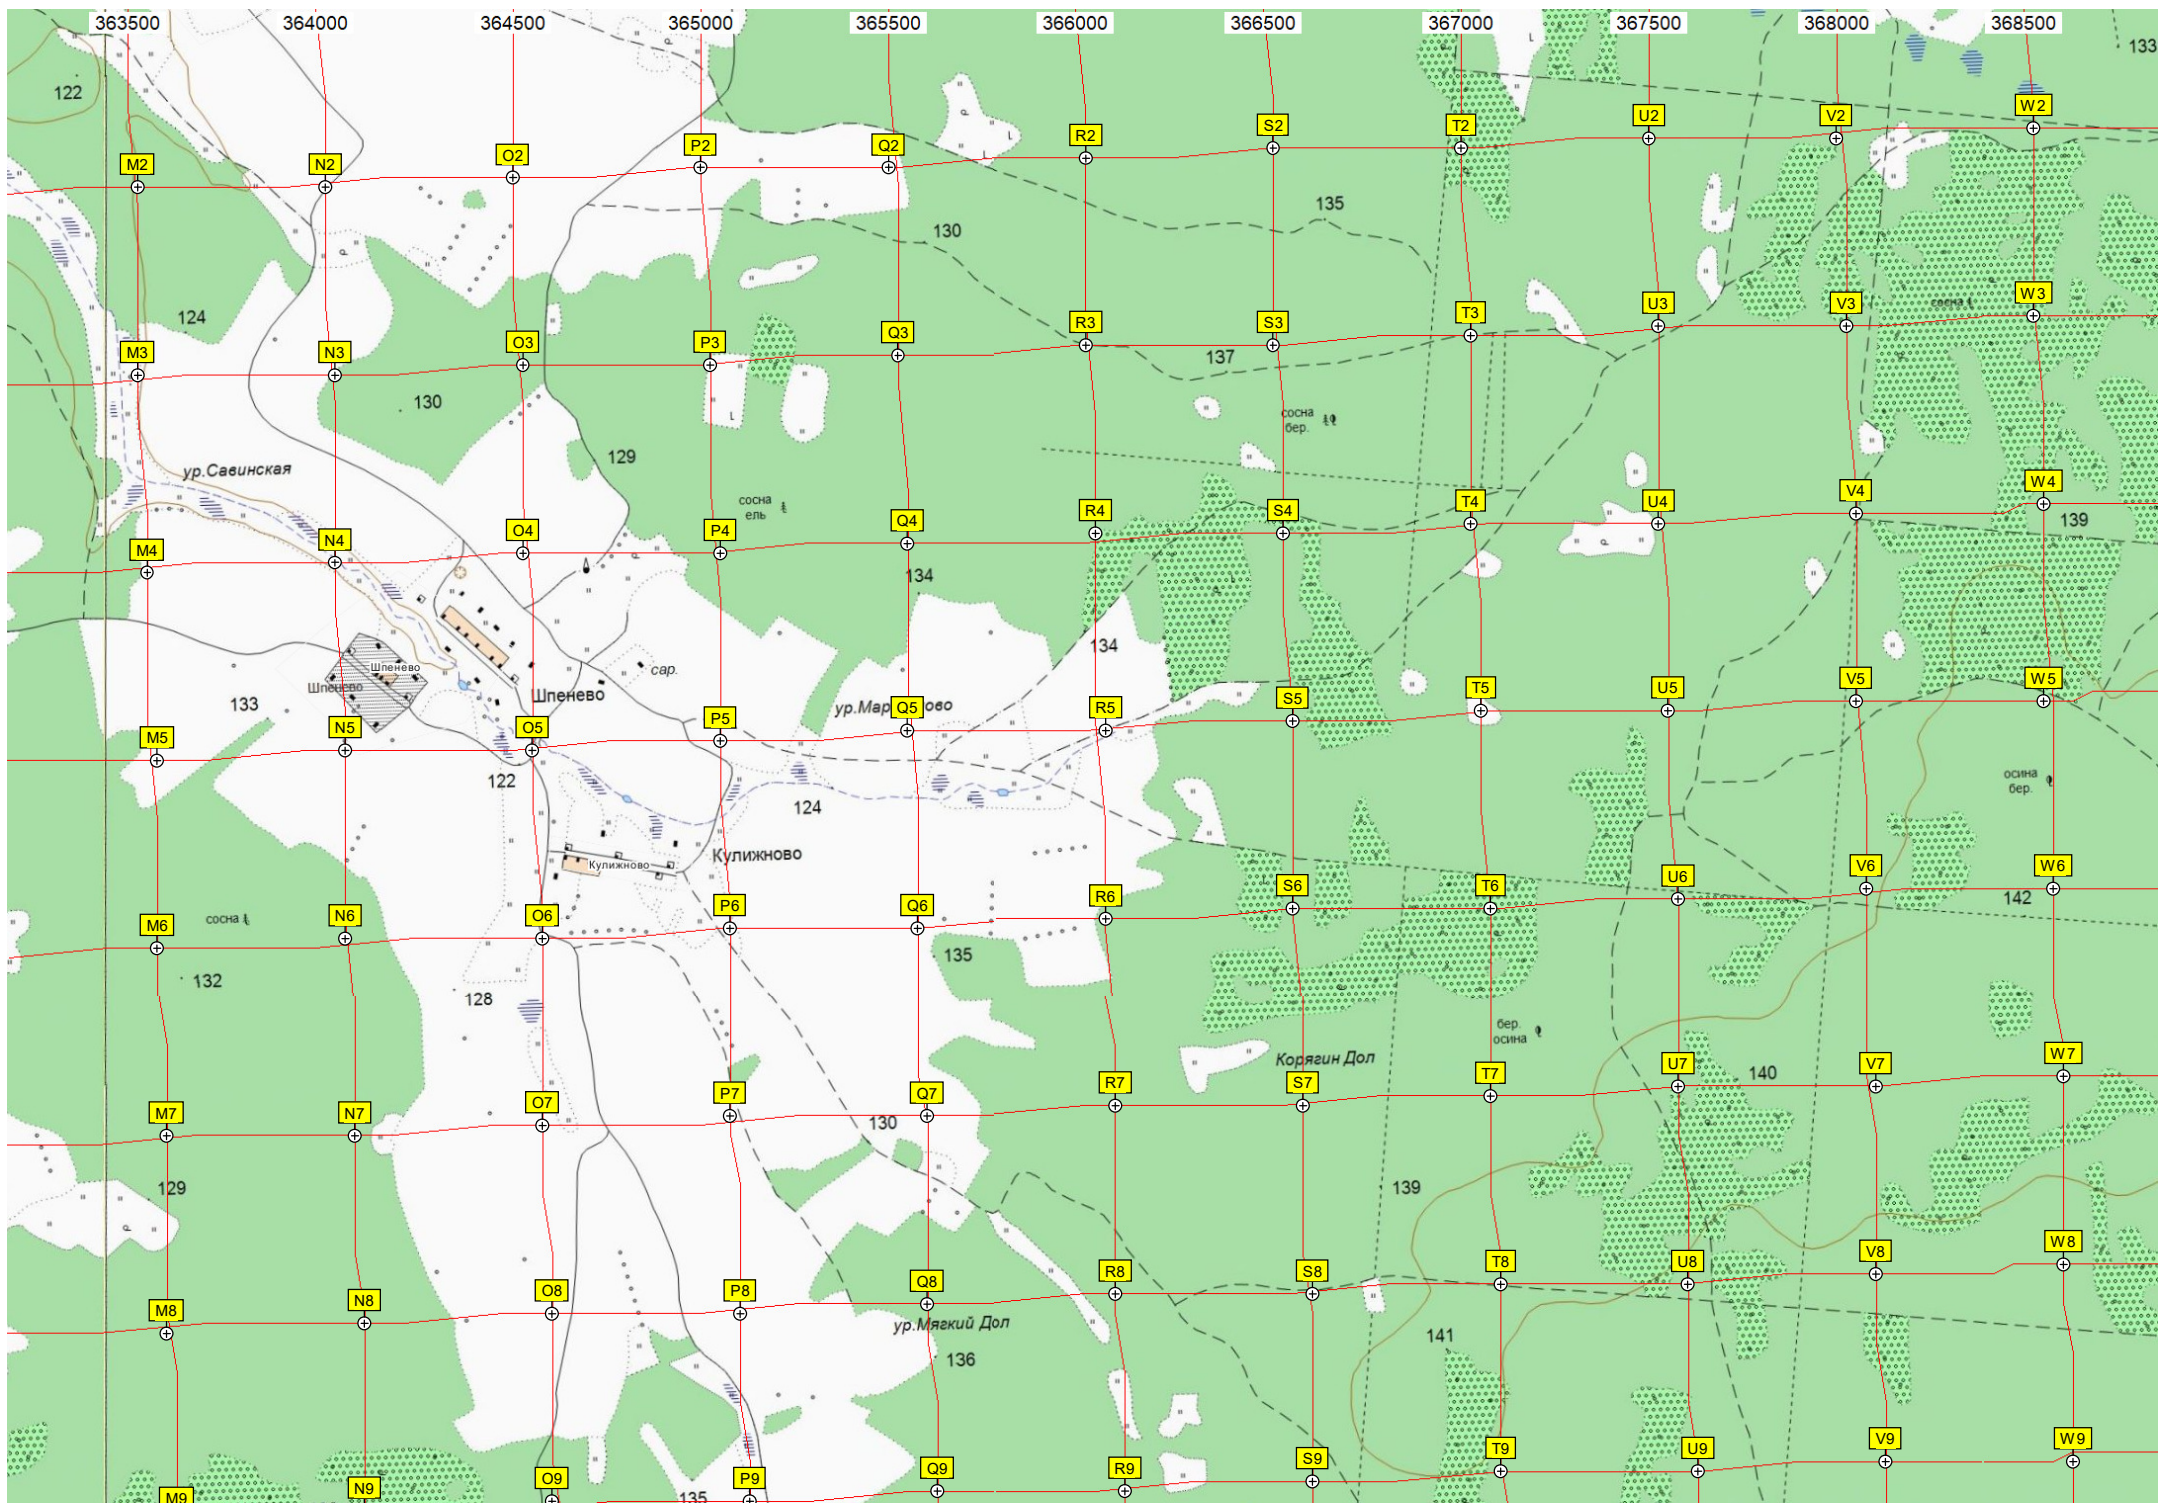 363500 364000 364500 365000 365500 366000 366500 367000 367500 368000 368500
133
122
M2 N2 O2 P2 Q2 R2 S2 T2 U2 V2 W2
135
130
124
сосна
M3 N3 O3 P3 Q3 R3 S3 T3 U3 V3 W3
137
130
сосна
бер.
129
ур.Савинская
сосна
ель
M4 N4 O4 P4 Q4 R4 S4 T4 U4 V4 W4
139
134
134
Шпенево
сар.
Шпенево
Шпенево
133
M5 N5 O5 P5 Q5 R5 S5 T5 U5 V5 W5
122
124
осина
бер.
Кулижново
Кулижново
M6 N6 O6 P6 Q6 R6 S6 T6 U6 V6 W6
142
сосна
135
132
128
бер.
осина
Корягин Дол
140
M7 N7 O7 P7 Q7 R7 S7 T7 U7 V7 W7
130
129
139
M8 N8 O8 P8 Q8 R8 S8 T8 U8 V8 W8
ур.Мягкий Дол
141
136
M9 N9 O9 P9 Q9 R9 S9 T9 U9 V9 W9
135